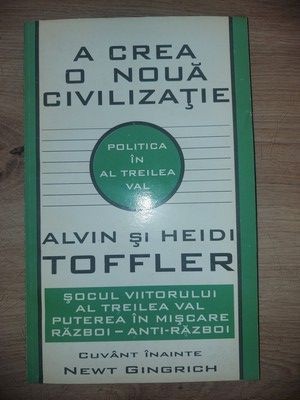 A CREA
O NOUĂ
CIVILIZAŢIE
POLITICA
ÎN
AL TREILEA
VAL
ALVIN ŞI HEIDI
TOFFLER
ŞOCUL VIITORULUI
AL TREILEA VAL
PUTEREA ÎN MIŞCARE
RĂZBOI – ANTI-RĂZBOI
CUVÂNT ÎNAINTE
NEWT GINGRICH